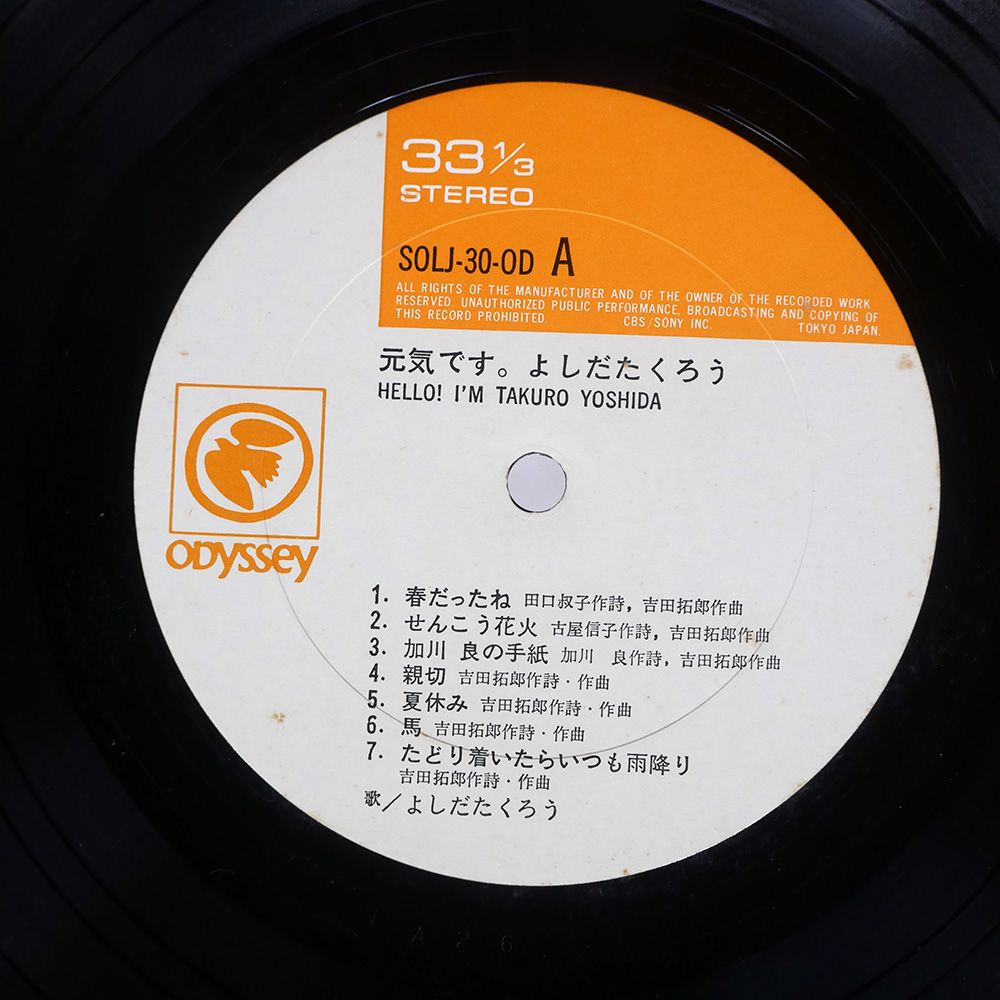 33 1/3
STEREO
SOLJ-30-OD A
ALL RIGHTS OF THE MANUFACTURER AND OF THE OWNER OF THE RECORDED WORK
RESERVED. UNAUTHORIZED PUBLIC PERFORMANCE, BROADCASTING AND COPYING OF
THIS RECORD PROHIBITED. CBS/SONY INC. TOKYO JAPAN.
元気です。よしだたくろう
HELLO! I'M TAKURO YOSHIDA
ODYSSEY
1. 春だったね 田口叔子作詩，吉田拓郎作曲
2. せんこう花火 古屋信子作詩，吉田拓郎作曲
3. 加川 良の手紙 加川 良作詩，吉田拓郎作曲
4. 親切 吉田拓郎作詩・作曲
5. 夏休み 吉田拓郎作詩・作曲
6. 馬 吉田拓郎作詩・作曲
7. たどり着いたらいつも雨降り
吉田拓郎作詩・作曲
歌／よしだたくろう
A 2 6